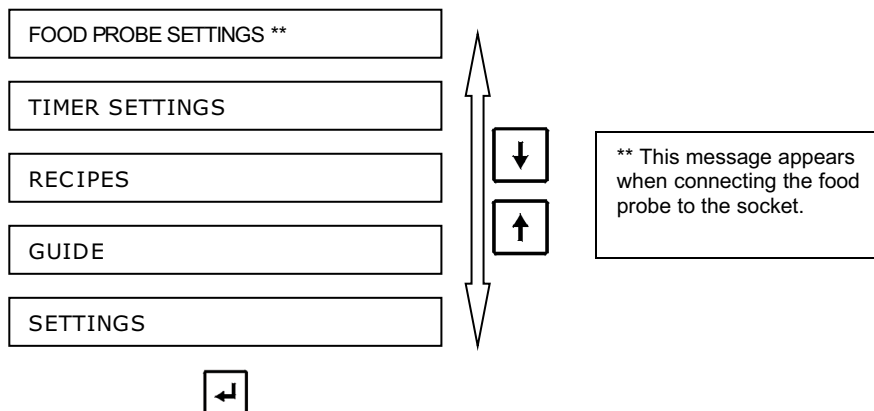 FOOD PROBE SETTINGS **
TIMER SETTINGS
RECIPES
GUIDE
SETTINGS
** This message appears
when connecting the food
probe to the socket.